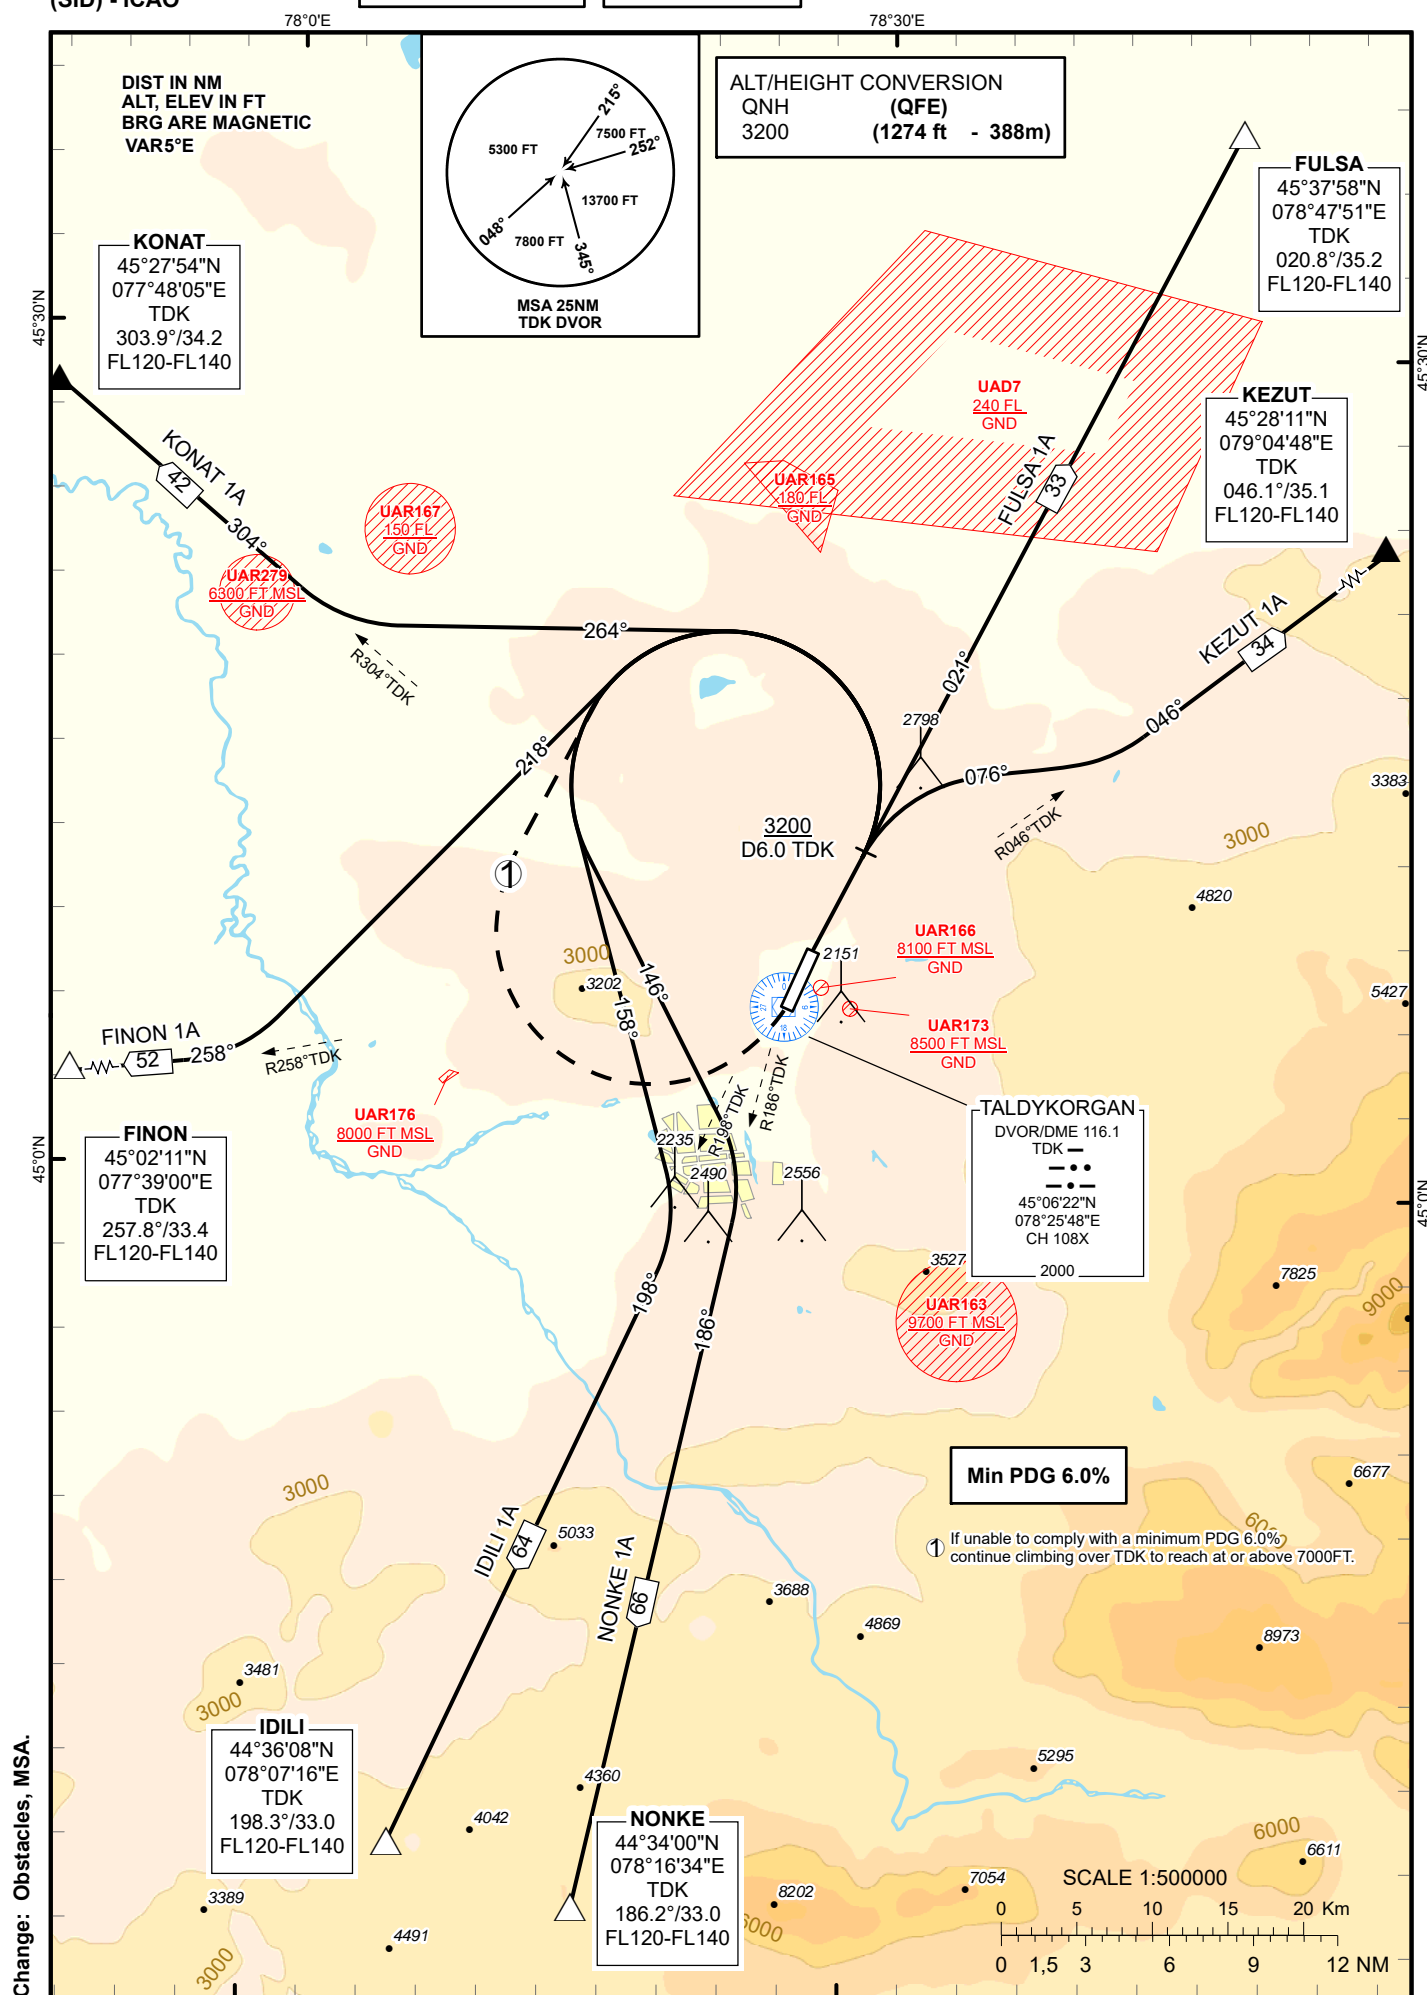 (SID) - ICAO
78°0'E
78°30'E
DIST IN NM
ALT, ELEV IN FT
BRG ARE MAGNETIC
VAR5°E
215°
7500 FT
252°
5300 FT
13700 FT
048°
7800 FT
345°
MSA 25NM
TDK DVOR
ALT/HEIGHT CONVERSION
QNH (QFE)
3200 (1274 ft - 388m)
FULSA
45°37'58"N
078°47'51"E
TDK
020.8°/35.2
FL120-FL140
KONAT
45°27'54"N
077°48'05"E
TDK
303.9°/34.2
FL120-FL140
45°30'N
45°30'N
UAD7
240 FL
GND
KEZUT
45°28'11"N
079°04'48"E
TDK
046.1°/35.1
FL120-FL140
KONAT 1A
42
304°
UAR167
150 FL
GND
UAR165
180 FL
GND
FULSA 1A
33
UAR279
6300 FT MSL
GND
264°
R304°TDK
KEZUT 1A
34
021°
046°
2798
218°
076°
3383
3200
D6.0 TDK
R046°TDK
3000
1
4820
UAR166
8100 FT MSL
GND
2151
3000
3202
146°
158°
0
9
18
27
5427
UAR173
8500 FT MSL
GND
FINON 1A
52
258°
R258°TDK
R198°TDK
R186°TDK
UAR176
8000 FT MSL
GND
TALDYKORGAN
DVOR/DME 116.1
TDK
45°06'22"N
078°25'48"E
CH 108X
2000
FINON
45°02'11"N
077°39'00"E
TDK
257.8°/33.4
FL120-FL140
45°0'N
45°0'N
2235
2490
2556
3527
7825
9000
198°
186°
UAR163
9700 FT MSL
GND
3000
Min PDG 6.0%
6677
6000
1 If unable to comply with a minimum PDG 6.0%
continue climbing over TDK to reach at or above 7000FT.
IDILI 1A
64
5033
NONKE 1A
66
3688
4869
8973
3481
3000
IDILI
44°36'08"N
078°07'16"E
TDK
198.3°/33.0
FL120-FL140
5295
4360
4042
NONKE
44°34'00"N
078°16'34"E
TDK
186.2°/33.0
FL120-FL140
6000
6611
3389
4491
3000
8202
6000
7054
SCALE 1:500000
0 5 10 15 20 Km
0 1,5 3 6 9 12 NM
Change: Obstacles, MSA.